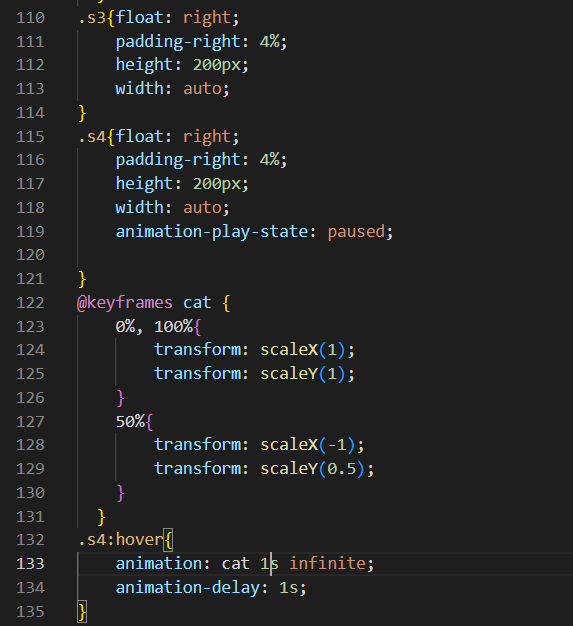 110 .s3{float: right;
111 padding-right: 4%;
112 height: 200px;
113 width: auto;
114 }
115 .s4{float: right;
116 padding-right: 4%;
117 height: 200px;
118 width: auto;
119 animation-play-state: paused;
120
121 }
122 @keyframes cat {
123 0%, 100%{
124 transform: scaleX(1);
125 transform: scaleY(1);
126 }
127 50%{
128 transform: scaleX(-1);
129 transform: scaleY(0.5);
130 }
131 }
132 .s4:hover{
133 animation: cat 1s infinite;
134 animation-delay: 1s;
135 }